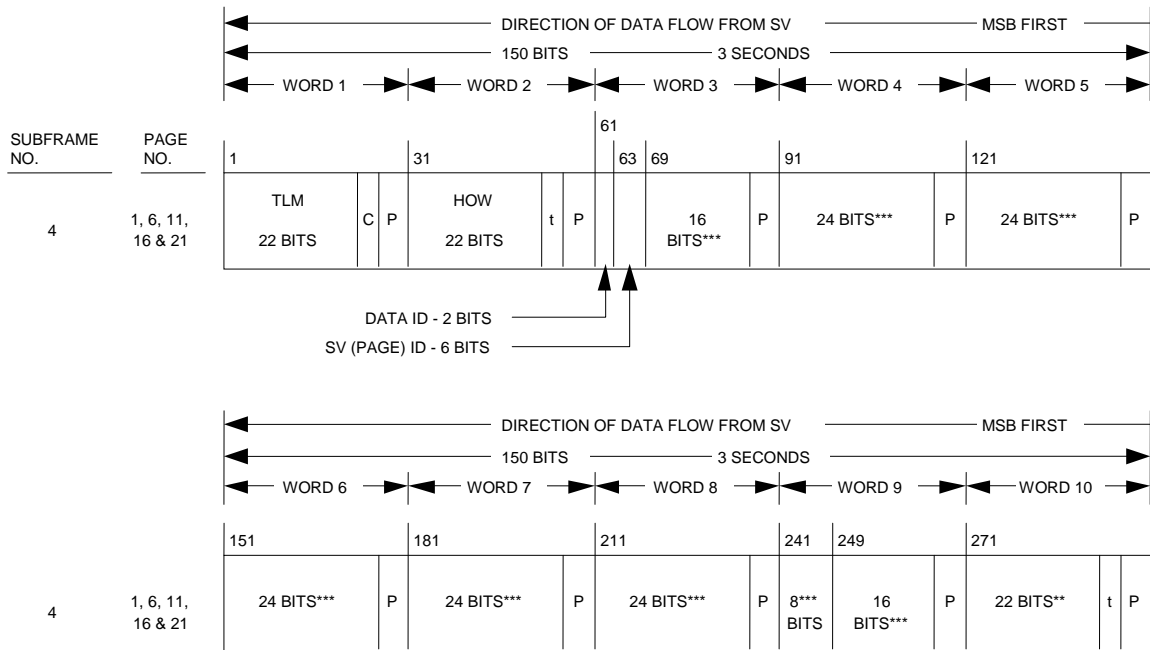 DIRECTION OF DATA FLOW FROM SV MSB FIRST
150 BITS 3 SECONDS
WORD 1 WORD 2 WORD 3 WORD 4 WORD 5
SUBFRAME NO. PAGE NO.
1 31 61 63 69 91 121
4
1, 6, 11, 16 & 21
TLM
22 BITS
C P
HOW
22 BITS
t P
16 BITS*** P
24 BITS*** P
24 BITS*** P
DATA ID - 2 BITS
SV (PAGE) ID - 6 BITS
DIRECTION OF DATA FLOW FROM SV MSB FIRST
150 BITS 3 SECONDS
WORD 6 WORD 7 WORD 8 WORD 9 WORD 10
151 181 211 241 249 271
4
1, 6, 11, 16 & 21
24 BITS*** P
24 BITS*** P
24 BITS*** P
8*** BITS
16 BITS*** P
22 BITS** t P